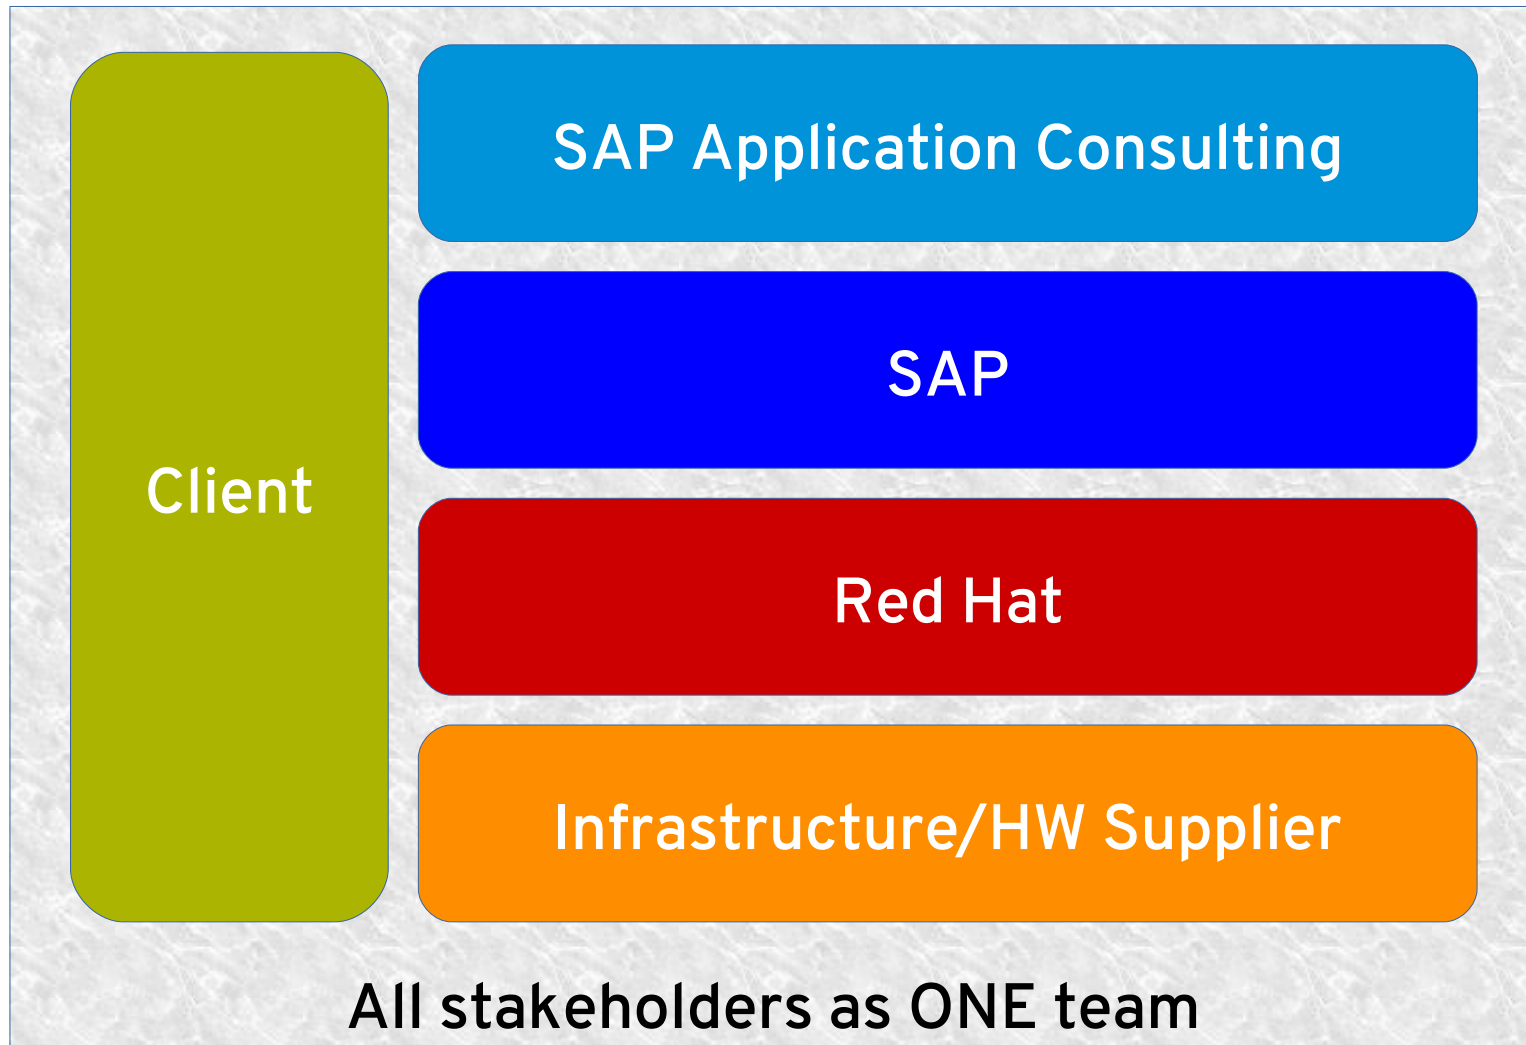 SAP Application Consulting
SAP
Client
Red Hat
Infrastructure/HW Supplier
All stakeholders as ONE team